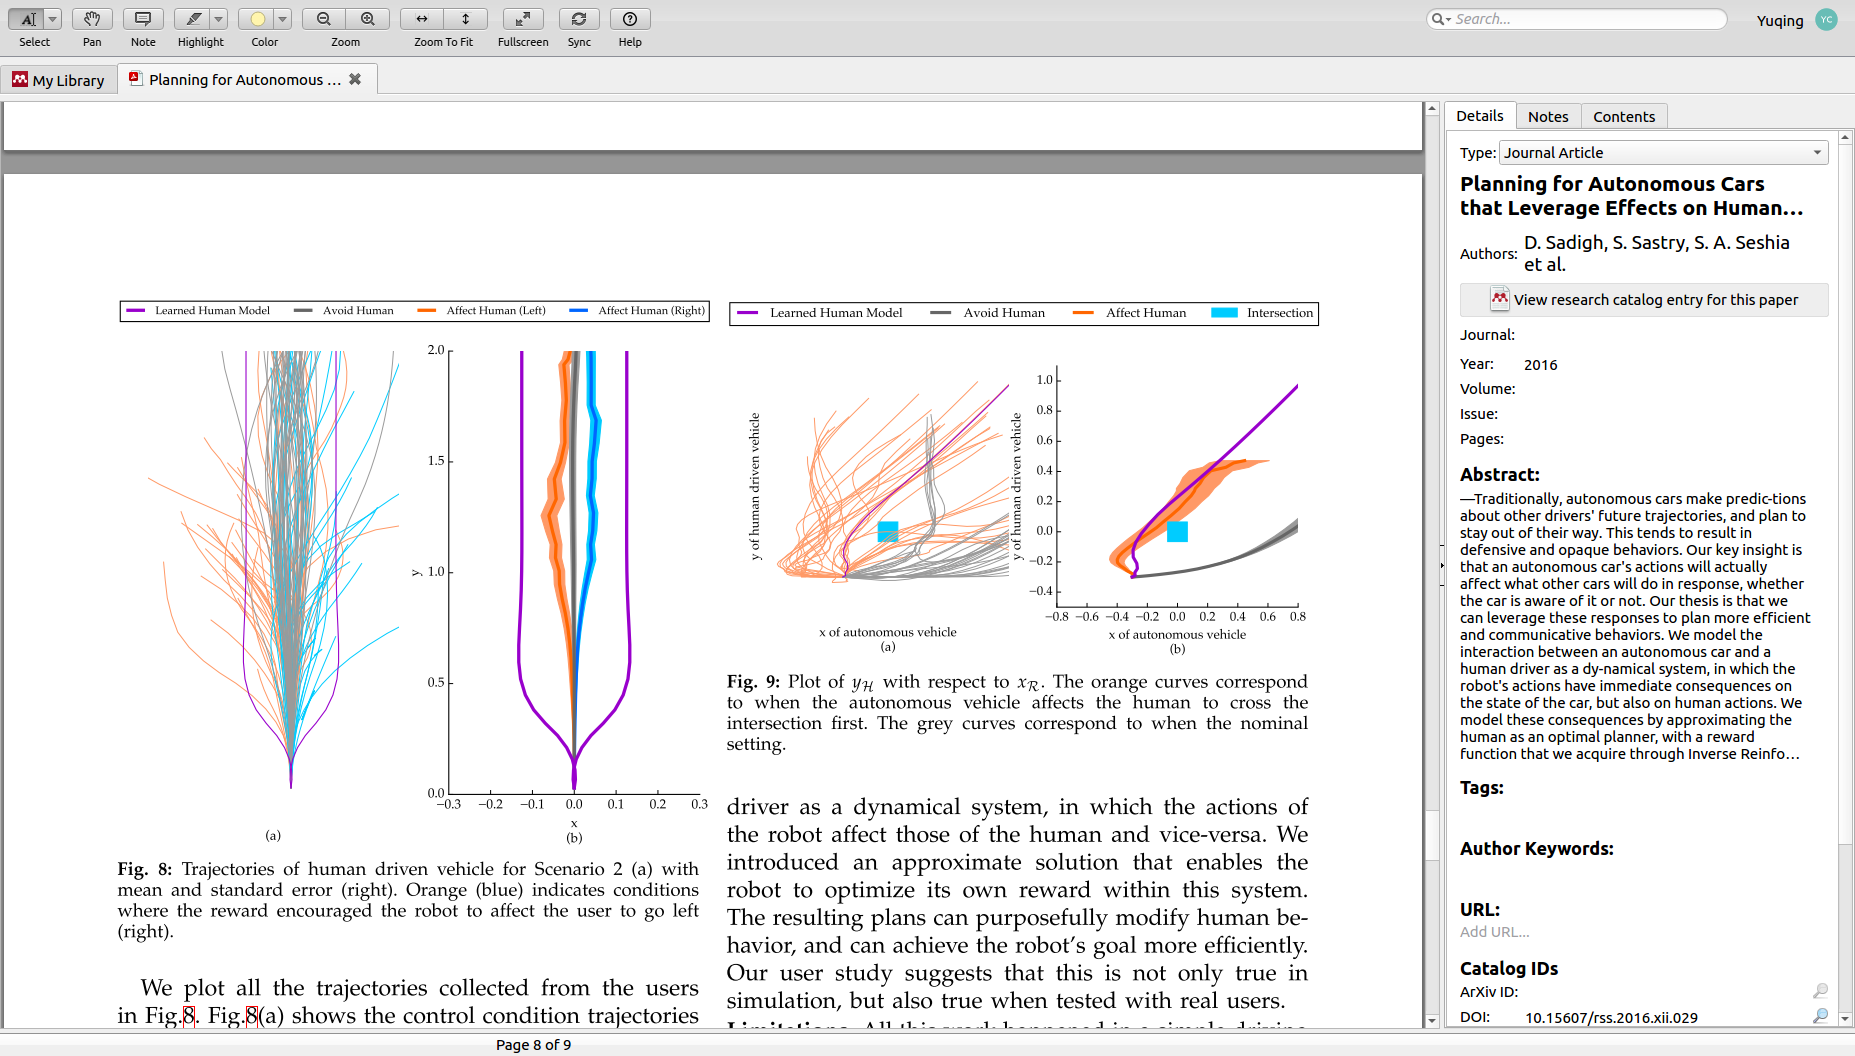 Select
Pan
Note
Highlight
Color
Zoom
Zoom To Fit
Fullscreen
Sync
Help
Search...
Yuqing
YC
My Library
Planning for Autonomous ...
Learned Human Model
Avoid Human
Affect Human (Left)
Affect Human (Right)
2.0
1.5
1.0
0.5
0.0
y
−0.3 −0.2 −0.1 0.0 0.1 0.2 0.3
x
(a)
(b)
Fig. 8: Trajectories of human driven vehicle for Scenario 2 (a) with
mean and standard error (right). Orange (blue) indicates conditions
where the reward encouraged the robot to affect the user to go left
(right).
We plot all the trajectories collected from the users
in Fig.8. Fig.8(a) shows the control condition trajectories
Learned Human Model
Avoid Human
Affect Human
Intersection
y of human driven vehicle
x of autonomous vehicle
(a)
y of human driven vehicle
1.0
0.8
0.6
0.4
0.2
0.0
−0.2
−0.4
−0.8 −0.6 −0.4 −0.2 0.0 0.2 0.4 0.6 0.8
x of autonomous vehicle
(b)
Fig. 9: Plot of yH with respect to xR. The orange curves correspond
to when the autonomous vehicle affects the human to cross the
intersection first. The grey curves correspond to when the nominal
setting.
driver as a dynamical system, in which the actions of
the robot affect those of the human and vice-versa. We
introduced an approximate solution that enables the
robot to optimize its own reward within this system.
The resulting plans can purposefully modify human be-
havior, and can achieve the robot's goal more efficiently.
Our user study suggests that this is not only true in
simulation, but also true when tested with real users.
Limitations. All this work happened in a simple driving
Details
Notes
Contents
Type: Journal Article
Planning for Autonomous Cars
that Leverage Effects on Human...
Authors: D. Sadigh, S. Sastry, S. A. Seshia
et al.
View research catalog entry for this paper
Journal:
Year: 2016
Volume:
Issue:
Pages:
Abstract:
—Traditionally, autonomous cars make predic-tions
about other drivers' future trajectories, and plan to
stay out of their way. This tends to result in
defensive and opaque behaviors. Our key insight is
that an autonomous car's actions will actually
affect what other cars will do in response, whether
the car is aware of it or not. Our thesis is that we
can leverage these responses to plan more efficient
and communicative behaviors. We model the
interaction between an autonomous car and a
human driver as a dy-namical system, in which the
robot's actions have immediate consequences on
the state of the car, but also on human actions. We
model these consequences by approximating the
human as an optimal planner, with a reward
function that we acquire through Inverse Reinfo...
Tags:
Author Keywords:
URL:
Add URL...
Catalog IDs
ArXiv ID:
DOI: 10.15607/rss.2016.xii.029
Page 8 of 9